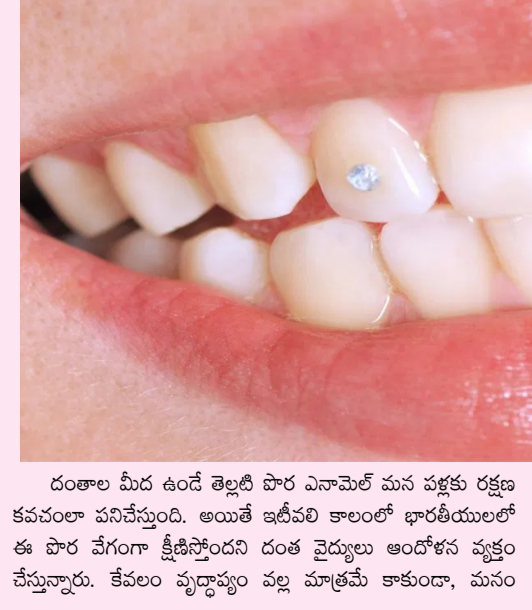 దంతాల మీద ఉండే తెల్లటి పొర ఎనామెల్ మన పళ్లకు రక్షణ
కవచంలా పనిచేస్తుంది. అయితే ఇటీవలి కాలంలో భారతీయులలో
ఈ పొర వేగంగా క్షీణిస్తోందని దంత వైద్యులు ఆందోళన వ్యక్తం
చేస్తున్నారు. కేవలం వృద్ధాప్యం వల్ల మాత్రమే కాకుండా, మనం